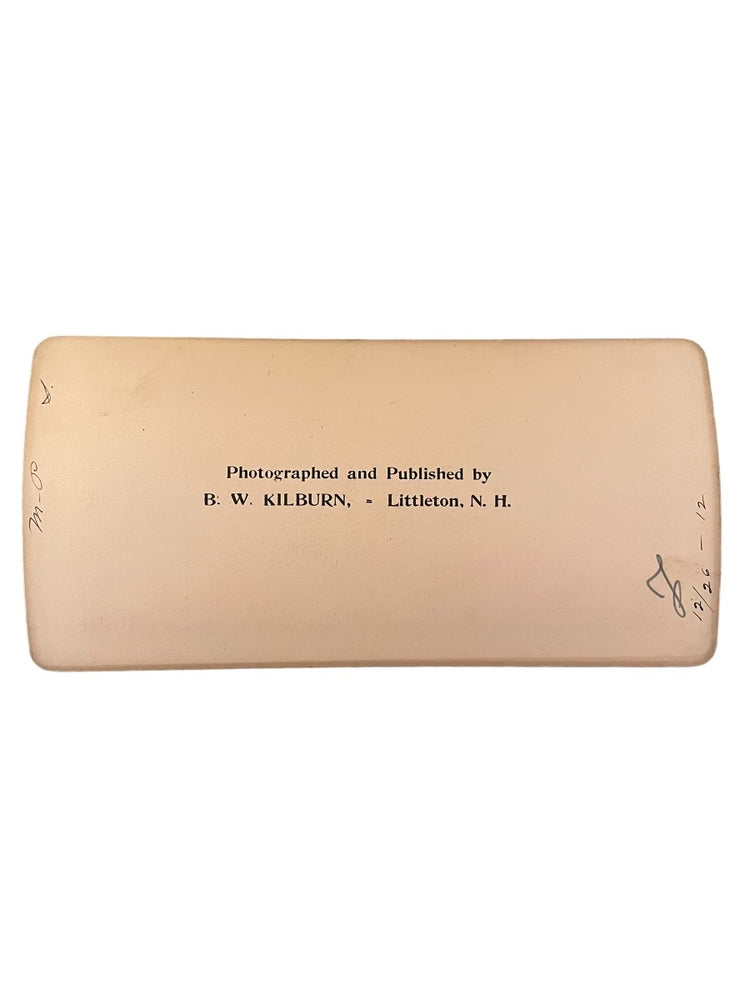 Photographed and Published by
B. W. KILBURN, - Littleton, N. H.
12/26 - 12